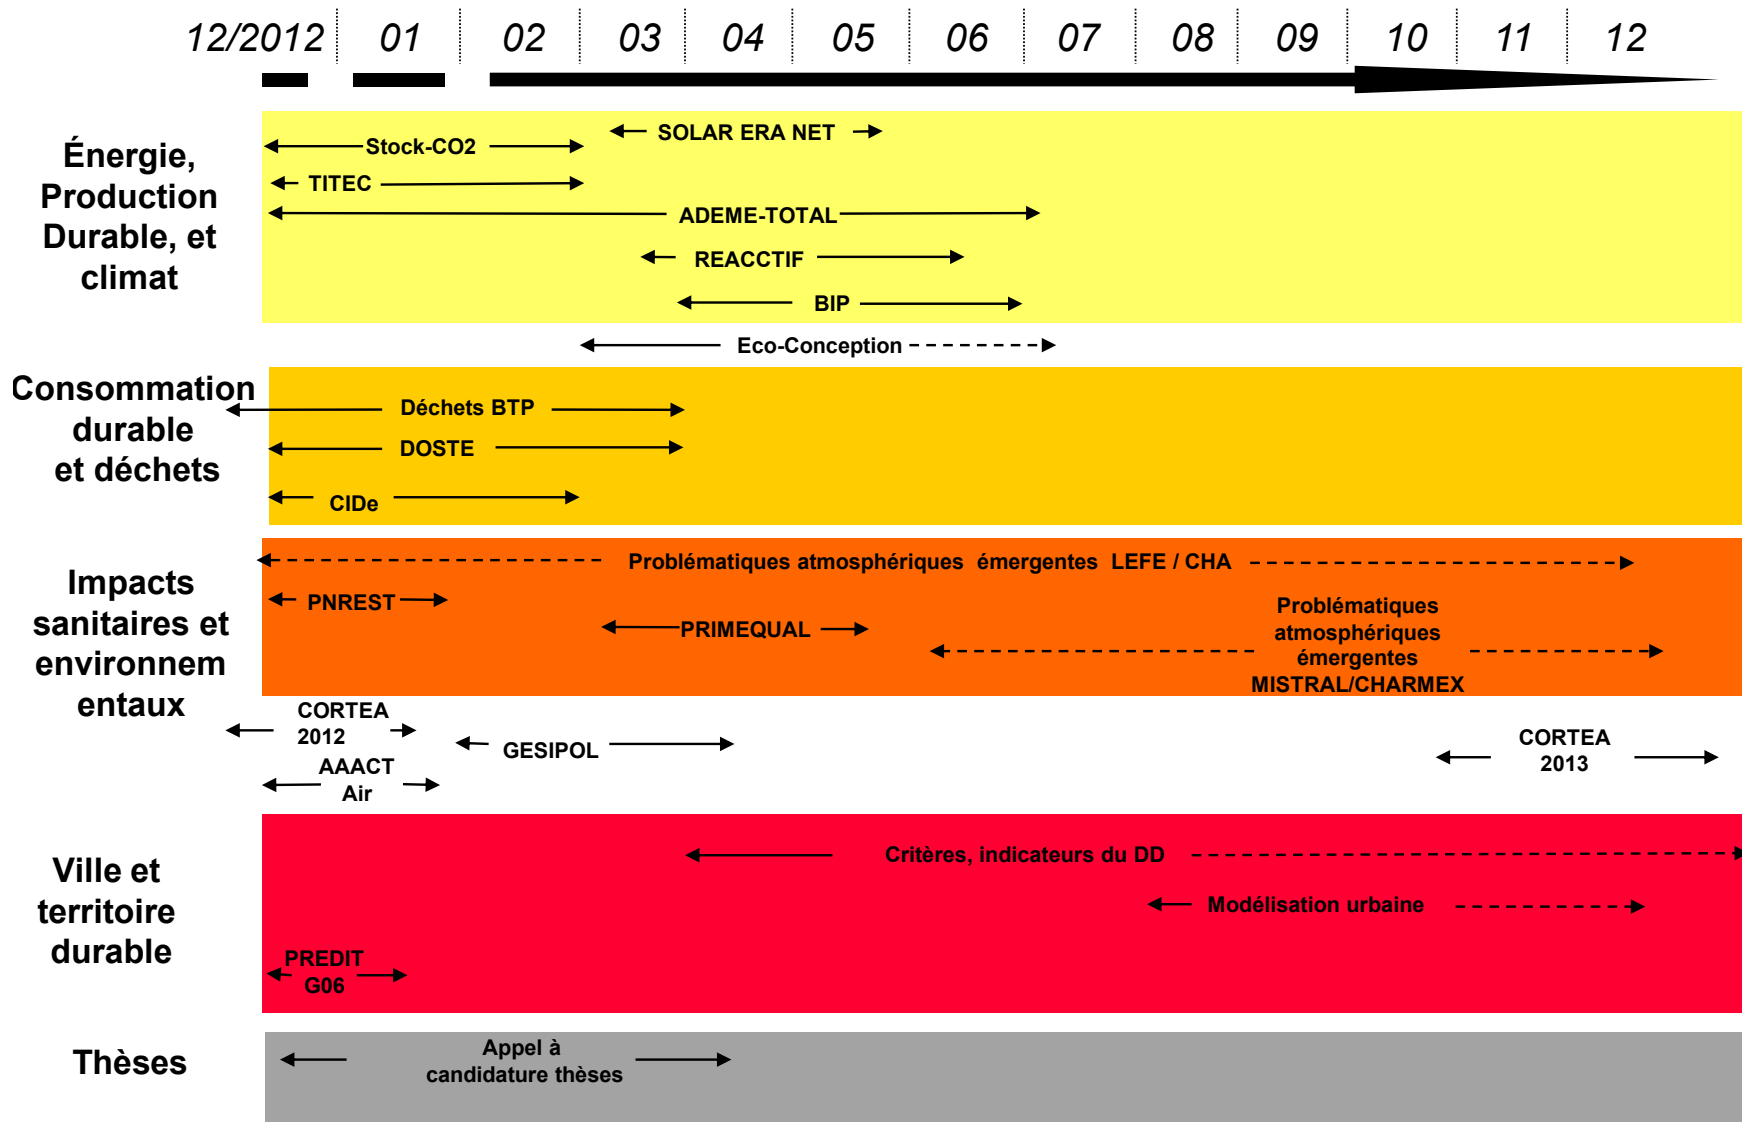 12/2012 01 02 03 04 05 06 07 08 09 10 11 12
Énergie,
Production
Durable, et
climat
SOLAR ERA NET
Stock-CO2
TITEC
ADEME-TOTAL
REACCTIF
BIP
Eco-Conception
Consommation
durable
et déchets
Déchets BTP
DOSTE
CIDe
Impacts
sanitaires et
environnem
entaux
Problématiques atmosphériques émergentes LEFE / CHA
PNREST
PRIMEQUAL
Problématiques
atmosphériques
émergentes
MISTRAL/CHARMEX
CORTEA
2012
GESIPOL
CORTEA
2013
AAACT
Air
Ville et
territoire
durable
Critères, indicateurs du DD
Modélisation urbaine
PREDIT
G06
Thèses
Appel à
candidature thèses